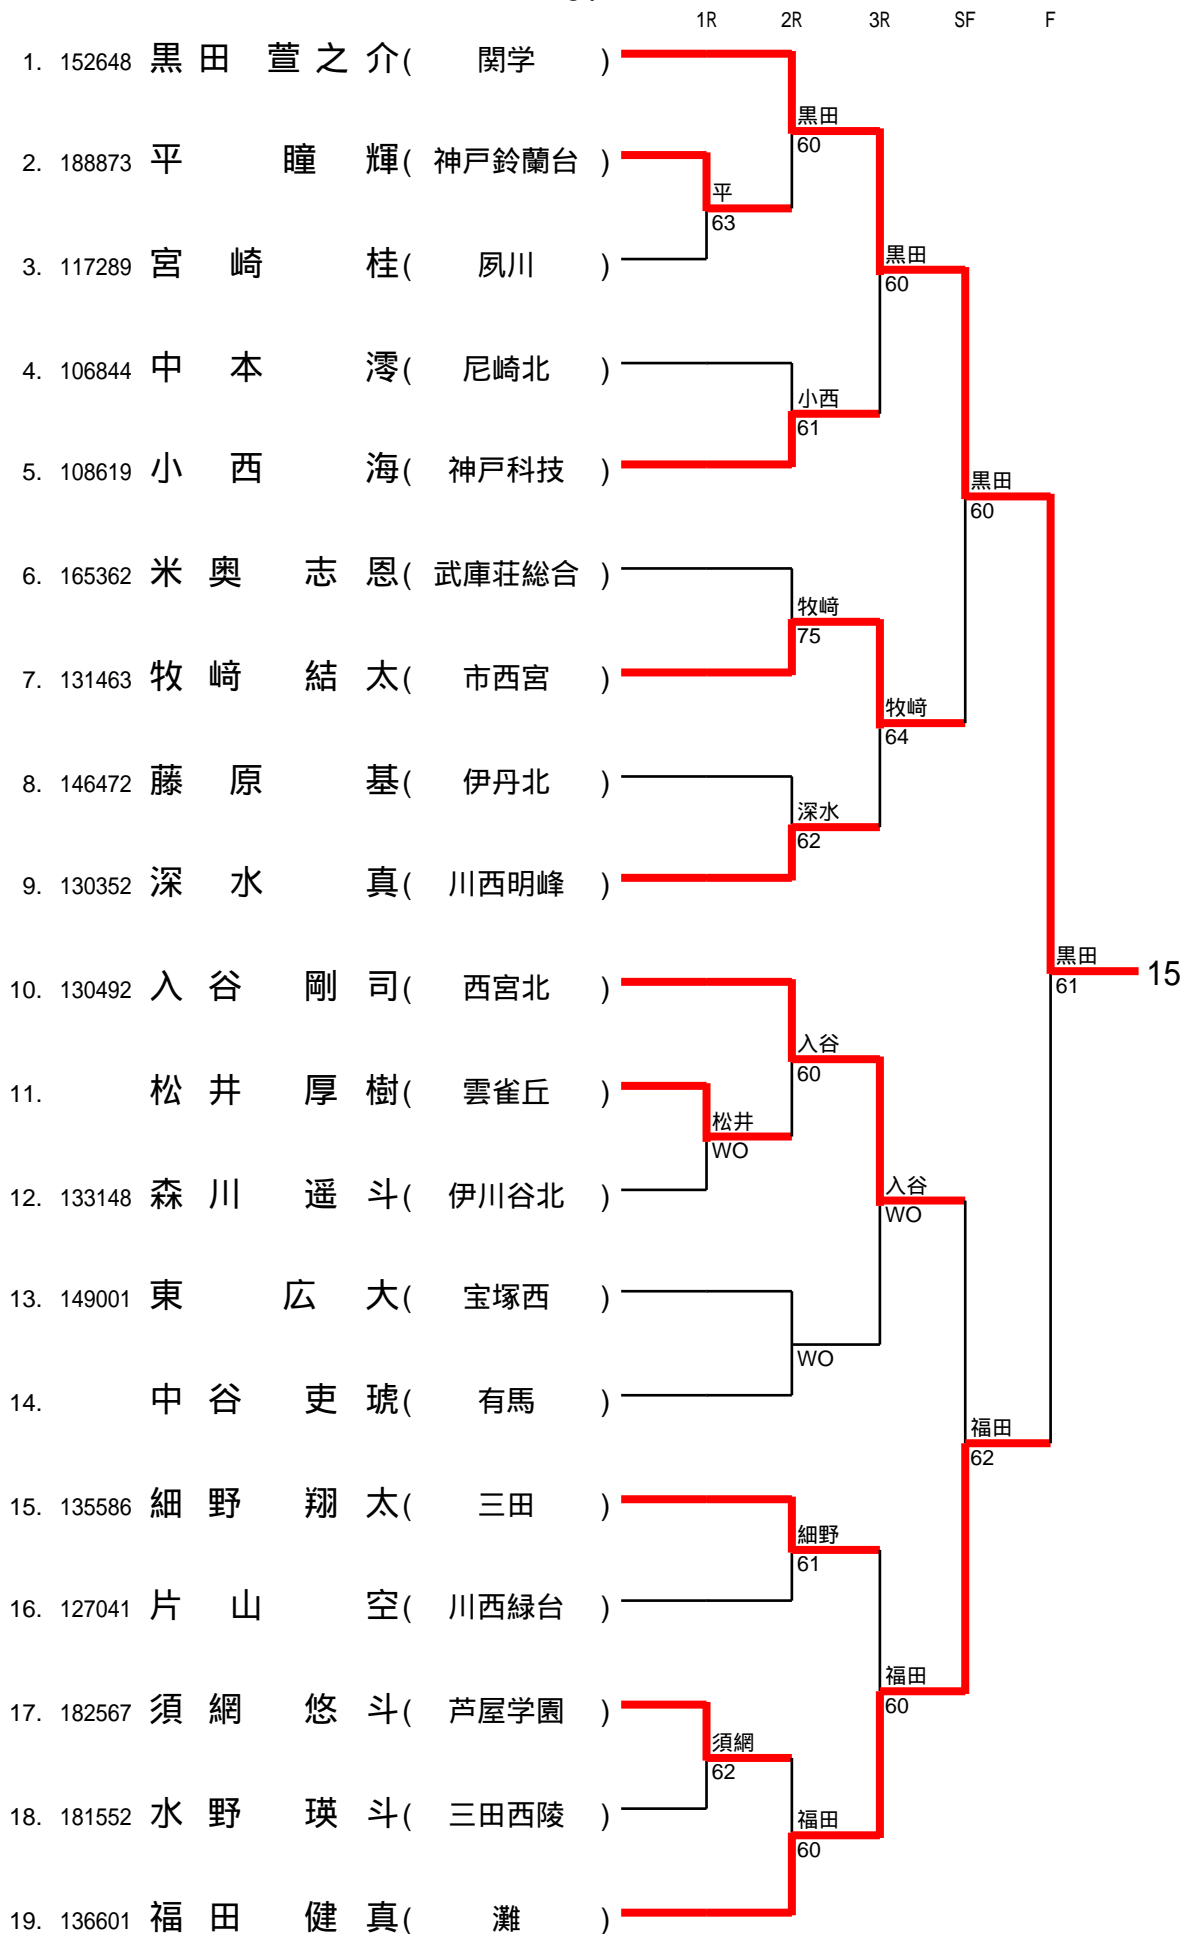 1R 2R 3R SF F
1. 152648 黒田 萱之介( 関学 )
黒田
60
2. 188873 平 瞳輝( 神戸鈴蘭台 )
平
63
3. 117289 宮崎 桂( 夙川 )
黒田
60
4. 106844 中本 澪( 尼崎北 )
小西
61
5. 108619 小西 海( 神戸科技 )
黒田
60
6. 165362 米奥 志恩( 武庫荘総合 )
牧﨑
75
7. 131463 牧﨑 結太( 市西宮 )
牧﨑
64
8. 146472 藤原 基( 伊丹北 )
深水
62
9. 130352 深水 真( 川西明峰 )
黒田
61
15
10. 130492 入谷 剛司( 西宮北 )
入谷
60
11. 松井 厚樹( 雲雀丘 )
松井
WO
12. 133148 森川 遥斗( 伊川谷北 )
入谷
WO
13. 149001 東 広大( 宝塚西 )
WO
14. 中谷 吏琥( 有馬 )
福田
62
15. 135586 細野 翔太( 三田 )
細野
61
16. 127041 片山 空( 川西緑台 )
福田
60
17. 182567 須網 悠斗( 芦屋学園 )
須網
62
18. 181552 水野 瑛斗( 三田西陵 )
福田
60
19. 136601 福田 健真( 灘 )